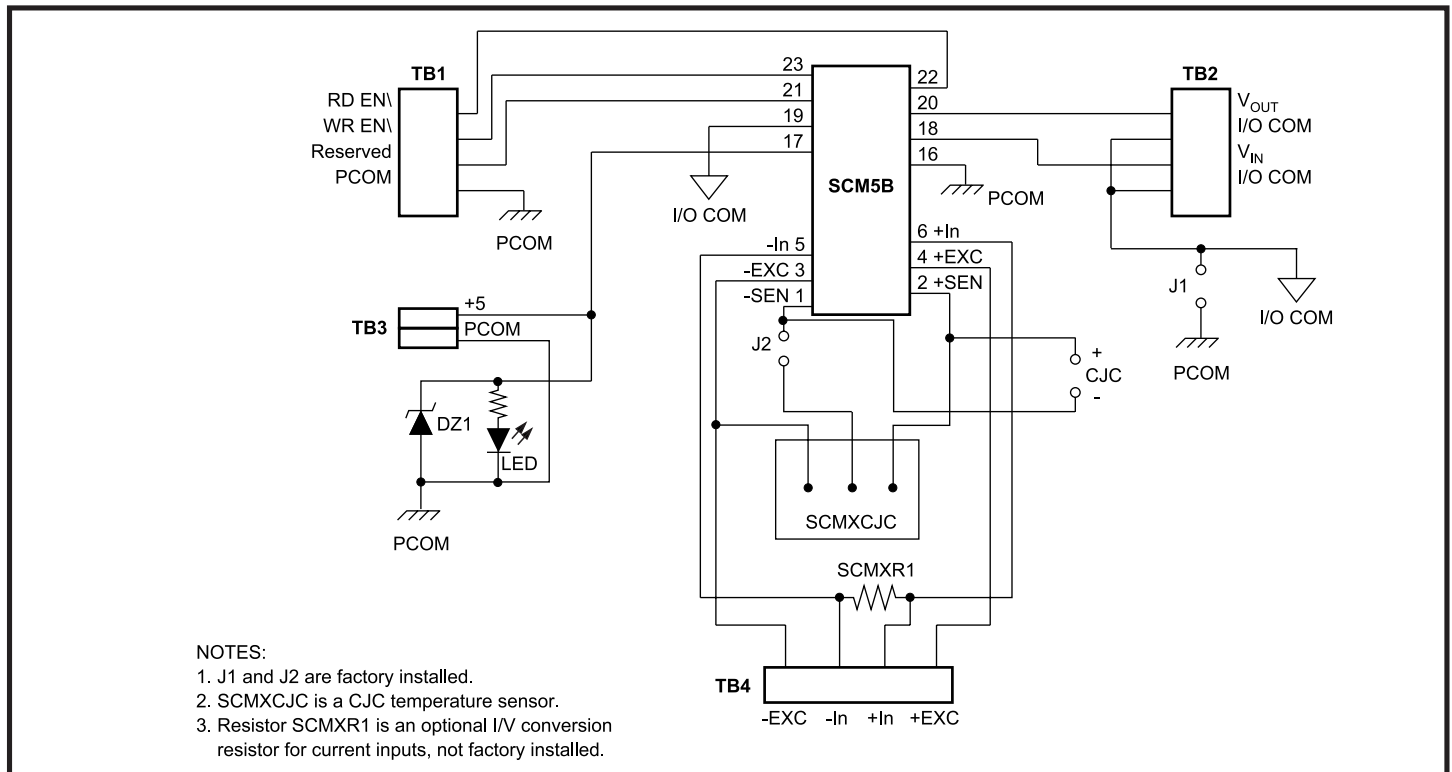 TB1
RD EN\
WR EN\
Reserved
PCOM
PCOM
23
21
19
17
I/O COM
SCM5B
22
20
18
16
PCOM
TB2
VOUT
I/O COM
VIN
I/O COM
J1
PCOM
I/O COM
-In 5
-EXC 3
-SEN 1
6 +In
4 +EXC
2 +SEN
TB3
+5
PCOM
DZ1
LED
PCOM
J2
+
CJC
-
SCMXCJC
SCMXR1
TB4
-EXC -In +In +EXC
NOTES:
1. J1 and J2 are factory installed.
2. SCMXCJC is a CJC temperature sensor.
3. Resistor SCMXR1 is an optional I/V conversion
resistor for current inputs, not factory installed.